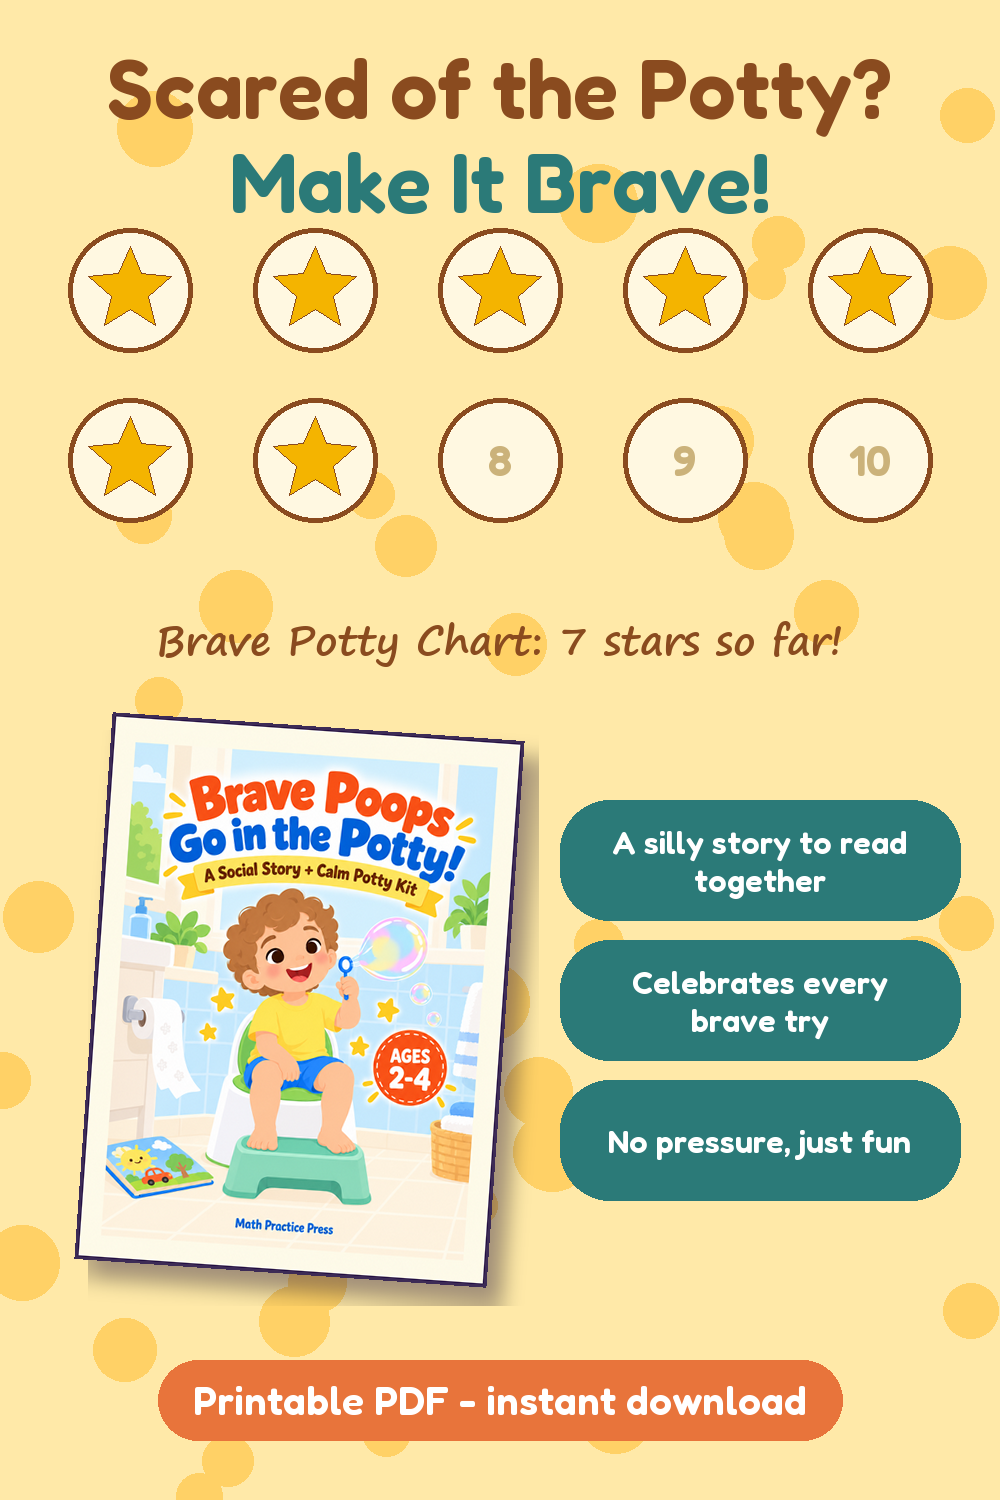 Scared of the Potty?
Make It Brave!
8 9 10
Brave Potty Chart: 7 stars so far!
Brave Poops
Go in the Potty!
A Social Story + Calm Potty Kit
AGES
2-4
Math Practice Press
A silly story to read
together
Celebrates every
brave try
No pressure, just fun
Printable PDF - instant download